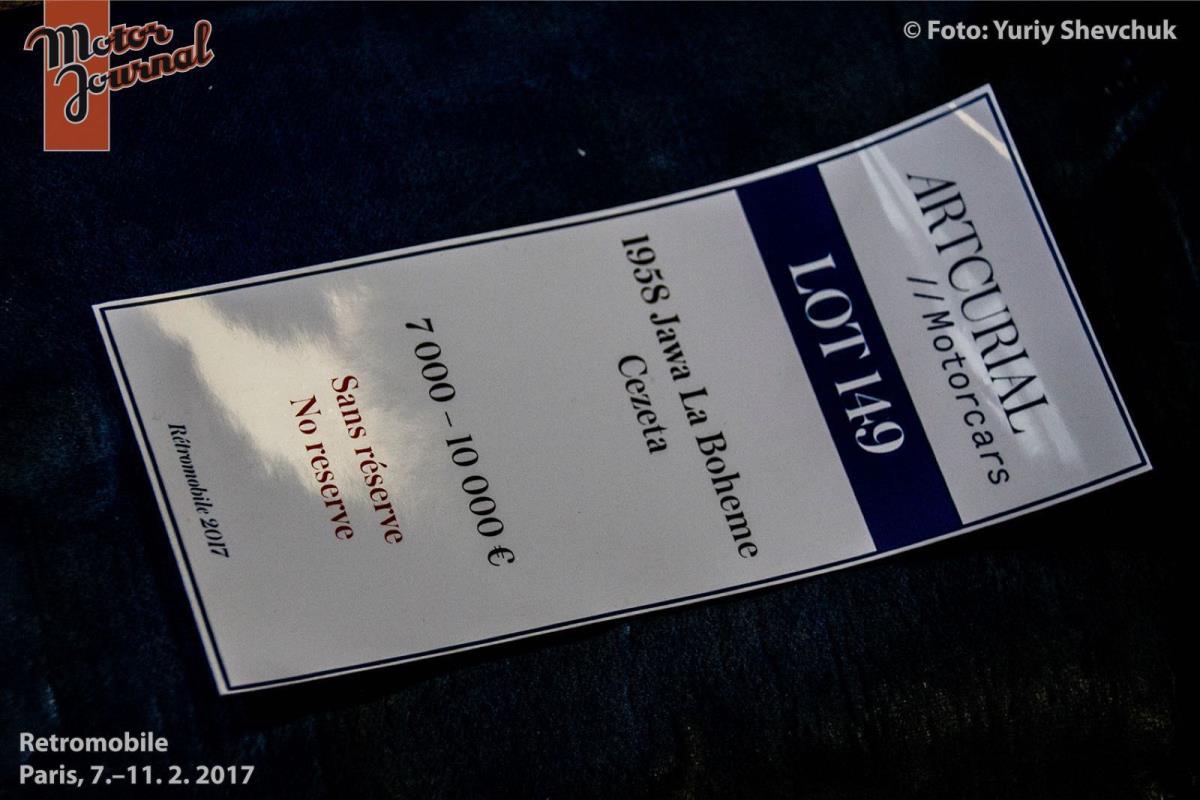 Motor
Journal
© Foto: Yuriy Shevchuk
ARTCURIAL
//Motorcars
LOT 149
1958 Jawa La Boheme
Cezeta
7 000 – 10 000 €
Sans réserve
No reserve
Rétromobile 2017
Retromobile
Paris, 7.–11. 2. 2017